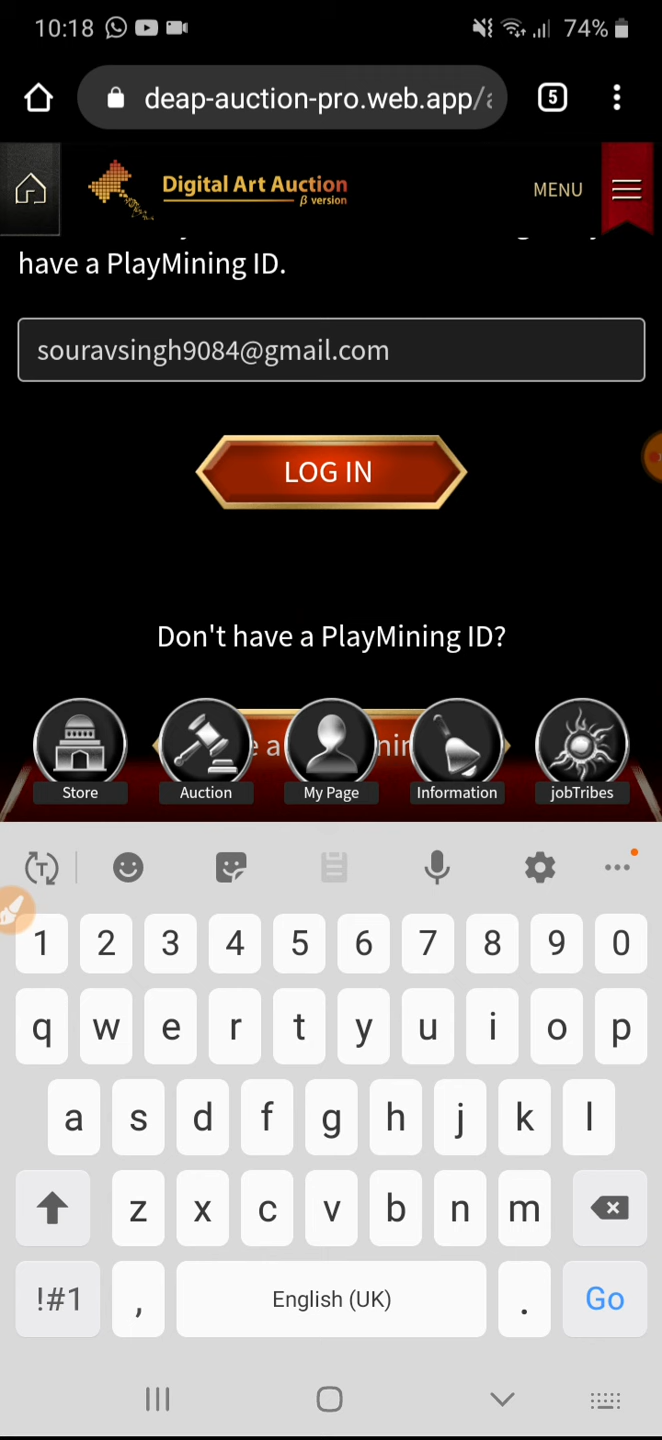 10:18 74%
deap-auction-pro.web.app/ 5
Digital Art Auction
β version
MENU
have a PlayMining ID.
souravsingh9084@gmail.com
LOG IN
Don't have a PlayMining ID?
Store Auction My Page Information jobTribes
1 2 3 4 5 6 7 8 9 0
q w e r t y u i o p
a s d f g h j k l
z x c v b n m
!#1 , English (UK) . Go